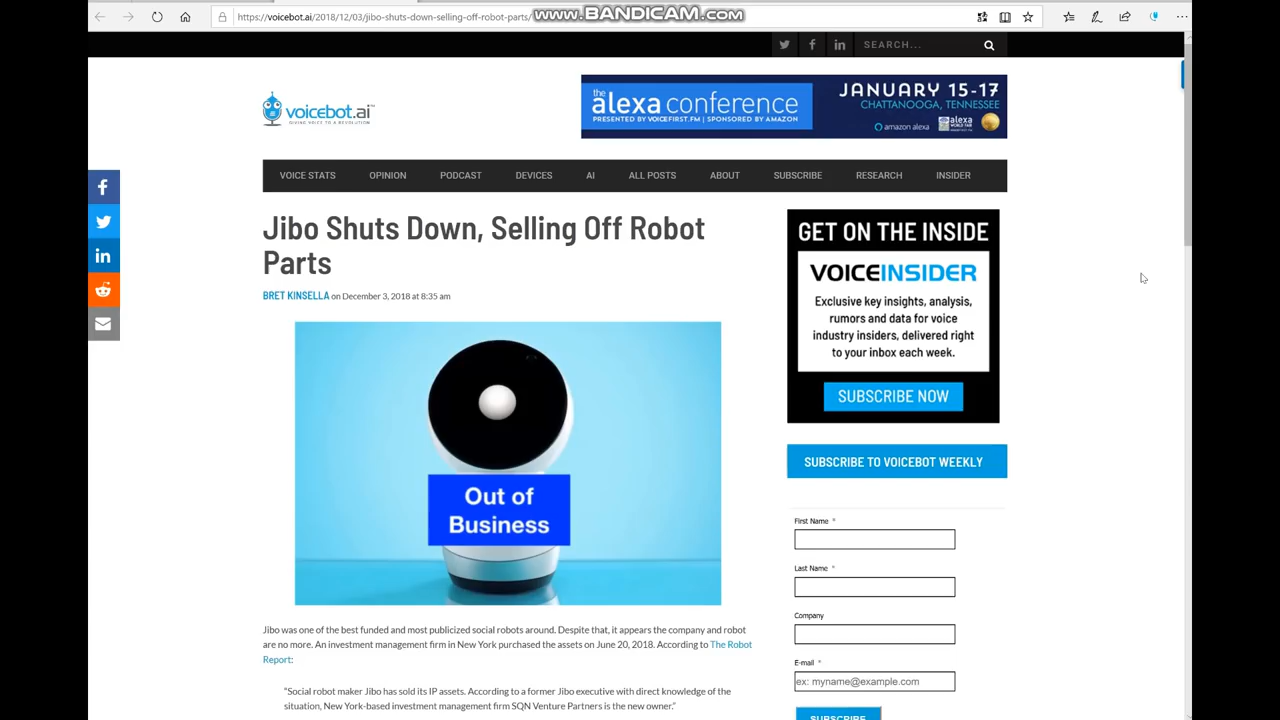 https://voicebot.ai/2018/12/03/jibo-shuts-down-selling-off-robot-parts/
www.BANDICAM.com
SEARCH...
voicebot.ai
GIVING VOICE TO A REVOLUTION
the
alexa conference
PRESENTED BY VOICEFIRST.FM | SPONSORED BY AMAZON
JANUARY 15-17
CHATTANOOGA, TENNESSEE
amazon alexa
alexa
VOICE STATS OPINION PODCAST DEVICES AI ALL POSTS ABOUT SUBSCRIBE RESEARCH INSIDER
Jibo Shuts Down, Selling Off Robot
Parts
BRET KINSELLA on December 3, 2018 at 8:35 am
Out of
Business
Jibo was one of the best funded and most publicized social robots around. Despite that, it appears the company and robot
are no more. An investment management firm in New York purchased the assets on June 20, 2018. According to The Robot
Report:
"Social robot maker Jibo has sold its IP assets. According to a former Jibo executive with direct knowledge of the
situation, New York-based investment management firm SQN Venture Partners is the new owner."
GET ON THE INSIDE
VOICEINSIDER
Exclusive key insights, analysis,
rumors and data for voice
industry insiders, delivered right
to your inbox each week.
SUBSCRIBE NOW
SUBSCRIBE TO VOICEBOT WEEKLY
First Name *
Last Name *
Company
E-mail *
ex: myname@example.com
SUBSCRIBE